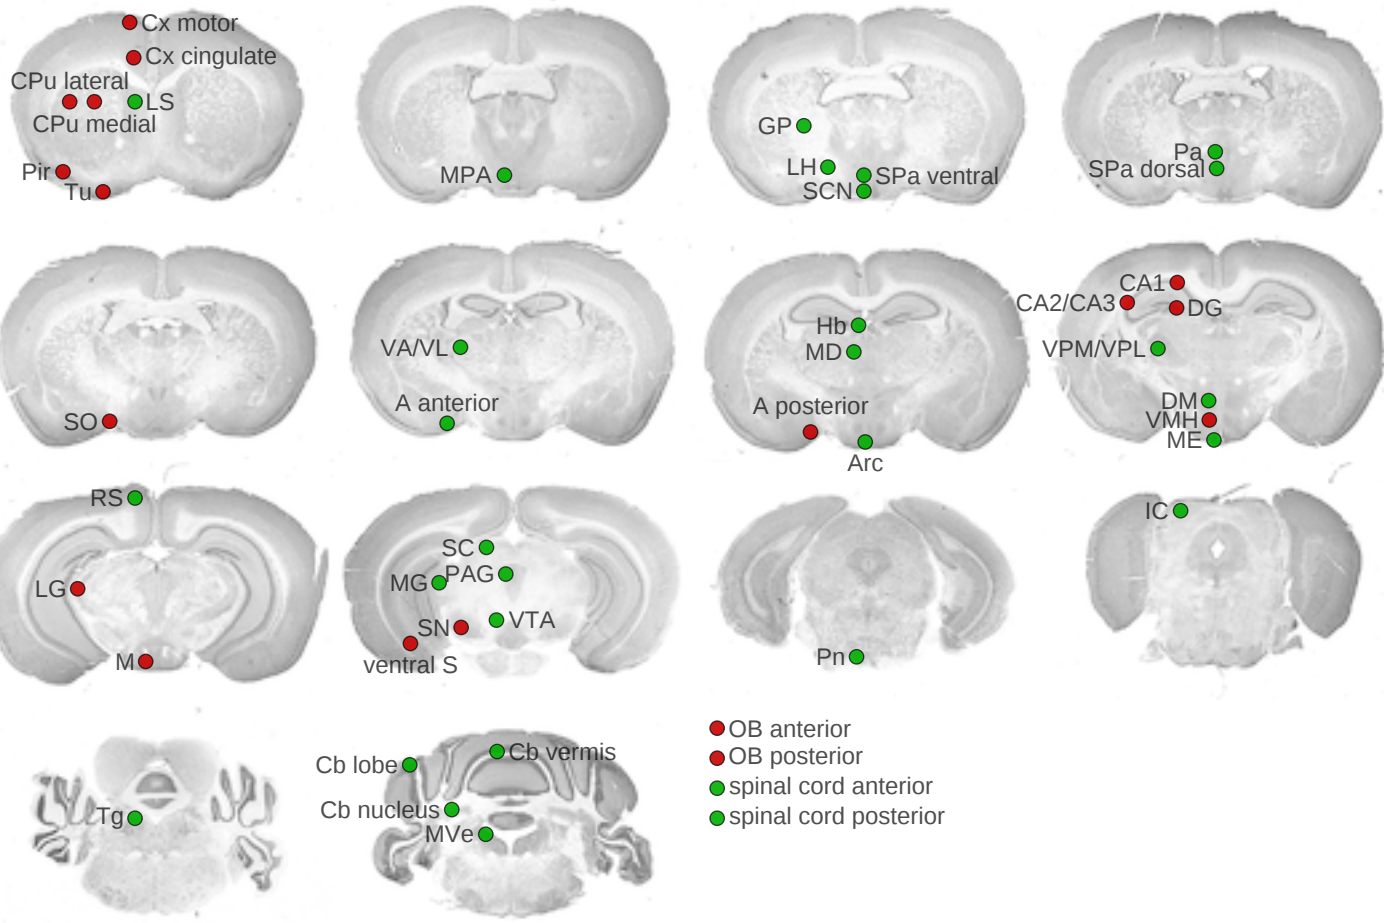 Cx motor
Cx cingulate
CPu lateral
LS
CPu medial
Pir
Tu
MPA
GP
LH
SPa ventral
SCN
Pa
SPa dorsal
SO
VA/VL
A anterior
Hb
MD
A posterior
Arc
CA1
CA2/CA3
DG
VPM/VPL
DM
VMH
ME
RS
LG
M
SC
MG
PAG
SN
VTA
ventral S
Pn
IC
Tg
Cb lobe
Cb vermis
Cb nucleus
MVe
OB anterior
OB posterior
spinal cord anterior
spinal cord posterior